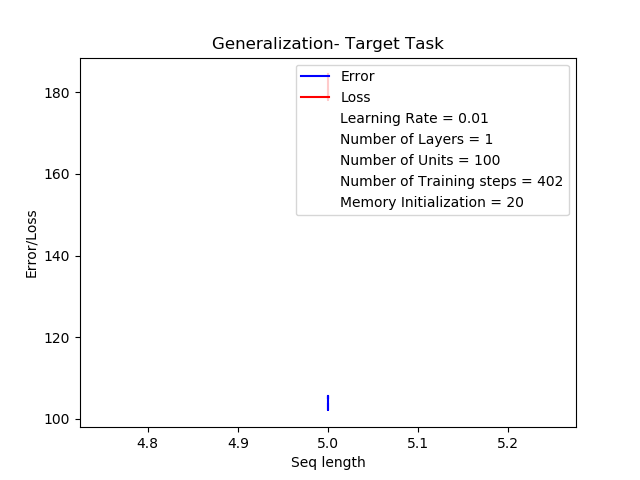 Generalization- Target Task
Error
Loss
Learning Rate = 0.01
Number of Layers = 1
Number of Units = 100
Number of Training steps = 402
Memory Initialization = 20
Error/Loss
180
160
140
120
100
4.8 4.9 5.0 5.1 5.2
Seq length